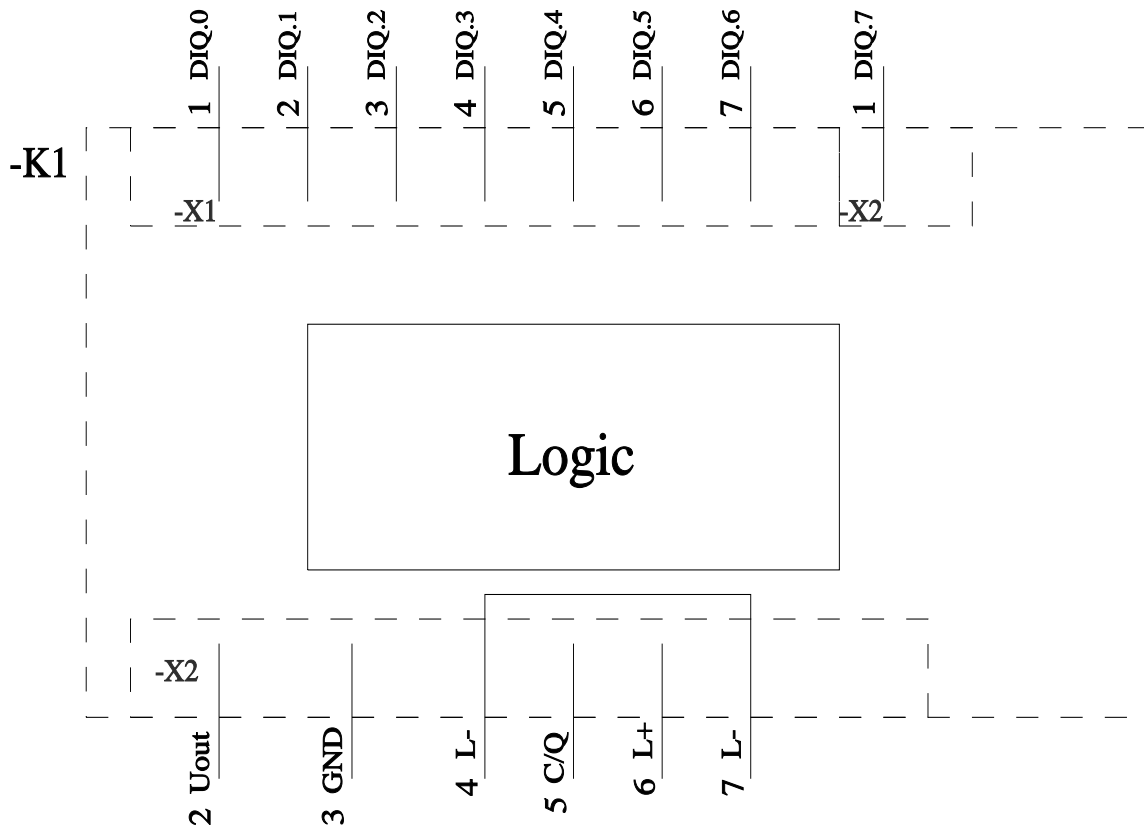 1 DIQ.0
2 DIQ.1
3 DIQ.2
4 DIQ.3
5 DIQ.4
6 DIQ.5
7 DIQ.6
1 DIQ.7
-K1
-X1
-X2
Logic
-X2
2 Uout
3 GND
4 L-
5 C/Q
6 L+
7 L-